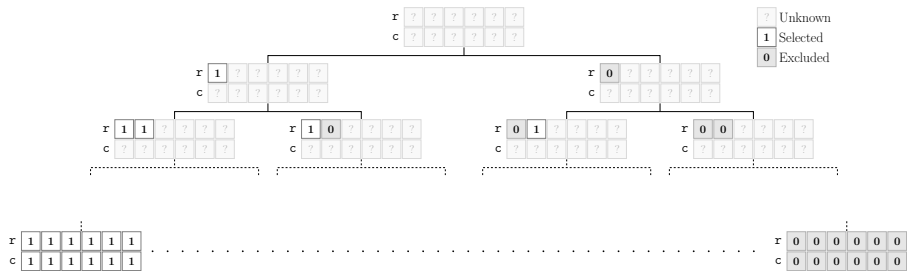 r ? ? ? ? ? ?
c ? ? ? ? ? ?
? Unknown
1 Selected
0 Excluded
r 1 ? ? ? ? ?
c ? ? ? ? ? ?
r 0 ? ? ? ? ?
c ? ? ? ? ? ?
r 1 1 ? ? ? ?
c ? ? ? ? ? ?
r 1 0 ? ? ? ?
c ? ? ? ? ? ?
r 0 1 ? ? ? ?
c ? ? ? ? ? ?
r 0 0 ? ? ? ?
c ? ? ? ? ? ?
r 1 1 1 1 1 1
c 1 1 1 1 1 1
r 0 0 0 0 0 0
c 0 0 0 0 0 0